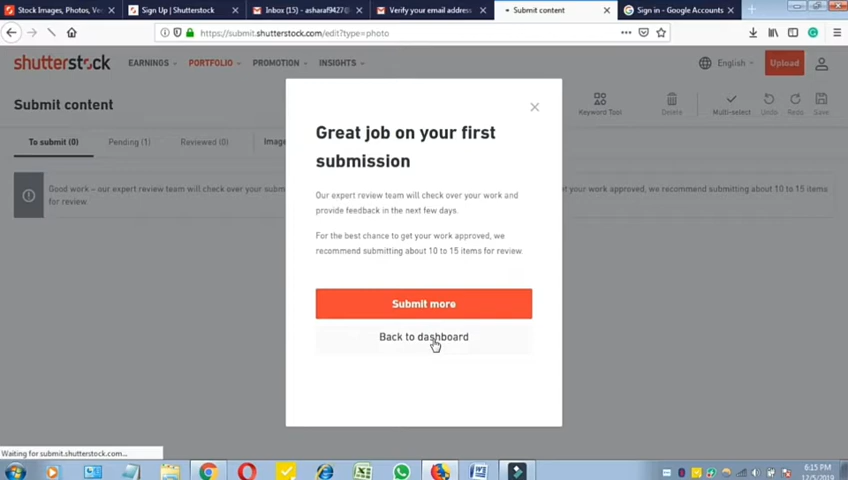 Stock Images, Photos, Vec
Sign Up | Shutterstock
Inbox (1) - asharaf9427@
Verify your email address
Submit content
Sign in - Google Accounts
https://submit.shutterstock.com/edit?type=photo
shutterstock
EARNINGS
PORTFOLIO
PROMOTION
INSIGHTS
English
Upload
Submit content
Keyword Tool
Delete
Multi-select
Undo
Redo
Save
To submit (0)
Pending (1)
Reviewed (0)
Image
Good work – our expert review team will check over your subm
your work approved, we recommend submitting about 10 to 15 items
for review
Great job on your first
submission
Our expert review team will check over your work and
provide feedback in the next few days.
For the best chance to get your work approved, we
recommend submitting about 10 to 15 items for review
Submit more
Back to dashboard
Waiting for submit.shutterstock.com...
6:15 PM
12/5/2019